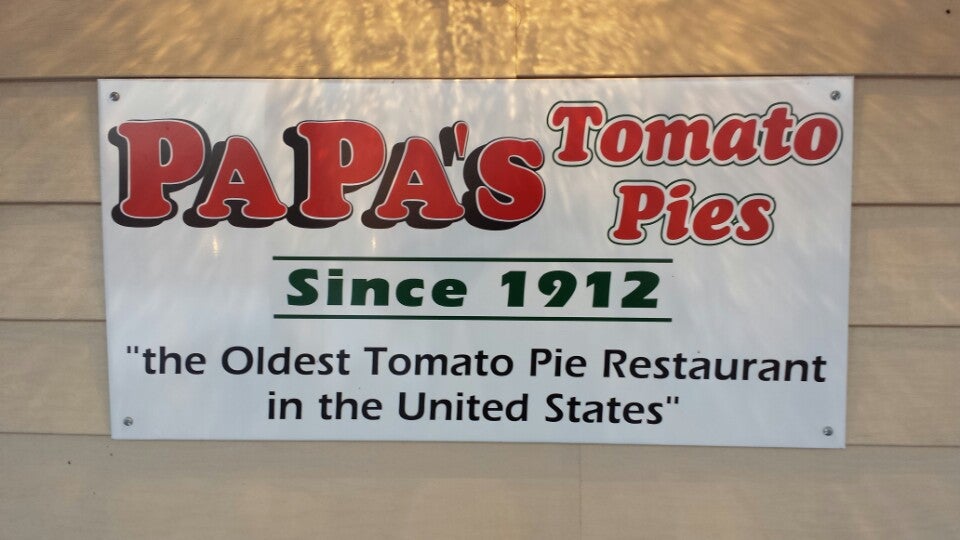 PAPA'S Tomato
Pies
Since 1912
"the Oldest Tomato Pie Restaurant
in the United States"